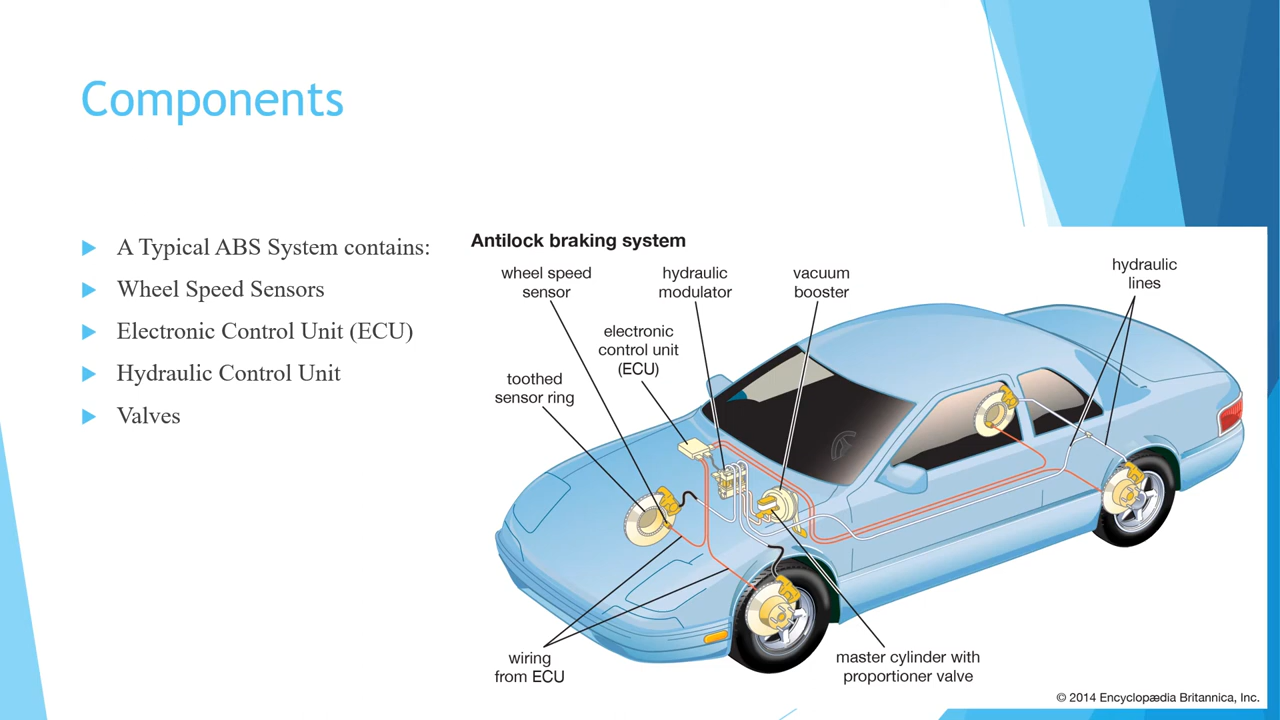 Components
A Typical ABS System contains:
Wheel Speed Sensors
Electronic Control Unit (ECU)
Hydraulic Control Unit
Valves
Antilock braking system
wheel speed
sensor
hydraulic
modulator
vacuum
booster
hydraulic
lines
electronic
control unit
(ECU)
toothed
sensor ring
wiring
from ECU
master cylinder with
proportioner valve
© 2014 Encyclopædia Britannica, Inc.